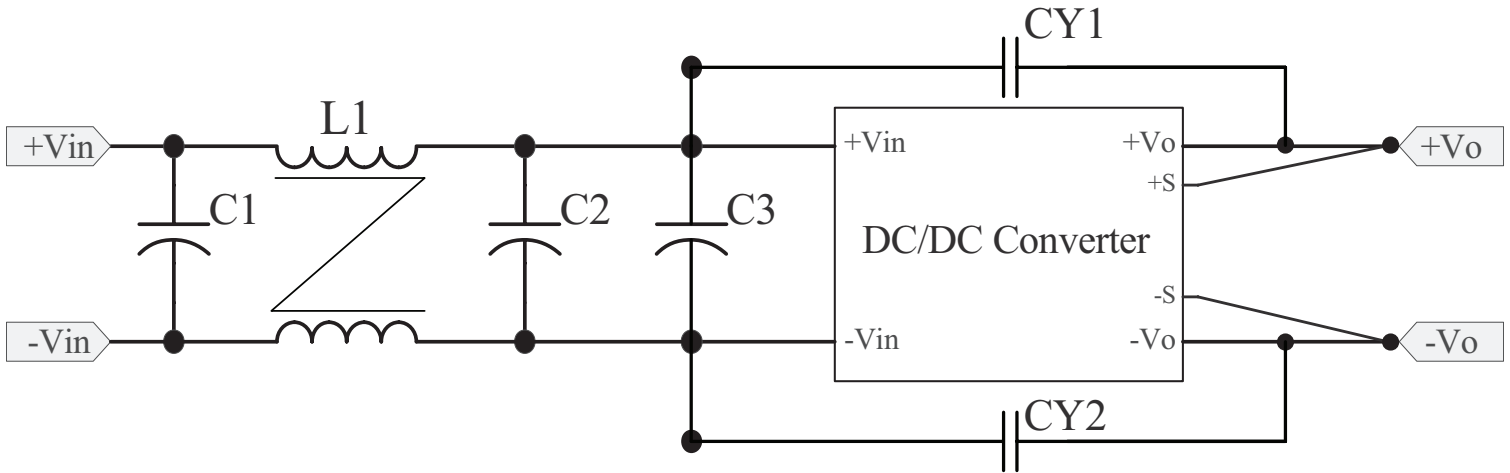 CY1
L1
+Vin
+Vin
+Vo
+Vo
+S
C1
C2
C3
DC/DC Converter
-S
-Vin
-Vin
-Vo
-Vo
CY2